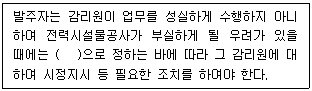 발주자는 감리원이 업무를 성실하게 수행하지 아니
하여 전력시설물공사가 부실하게 될 우려가 있을
때에는 (   )으로 정하는 바에 따라 그 감리원에 대
하여 시정지시 등 필요한 조치를 하여야 한다.